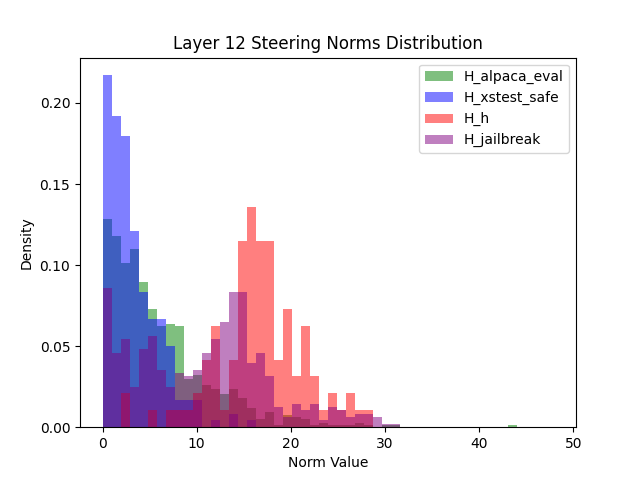 Layer 12 Steering Norms Distribution
H_alpaca_eval
H_xstest_safe
H_h
H_jailbreak
Density
0.20
0.15
0.10
0.05
0.00
0 10 20 30 40 50
Norm Value